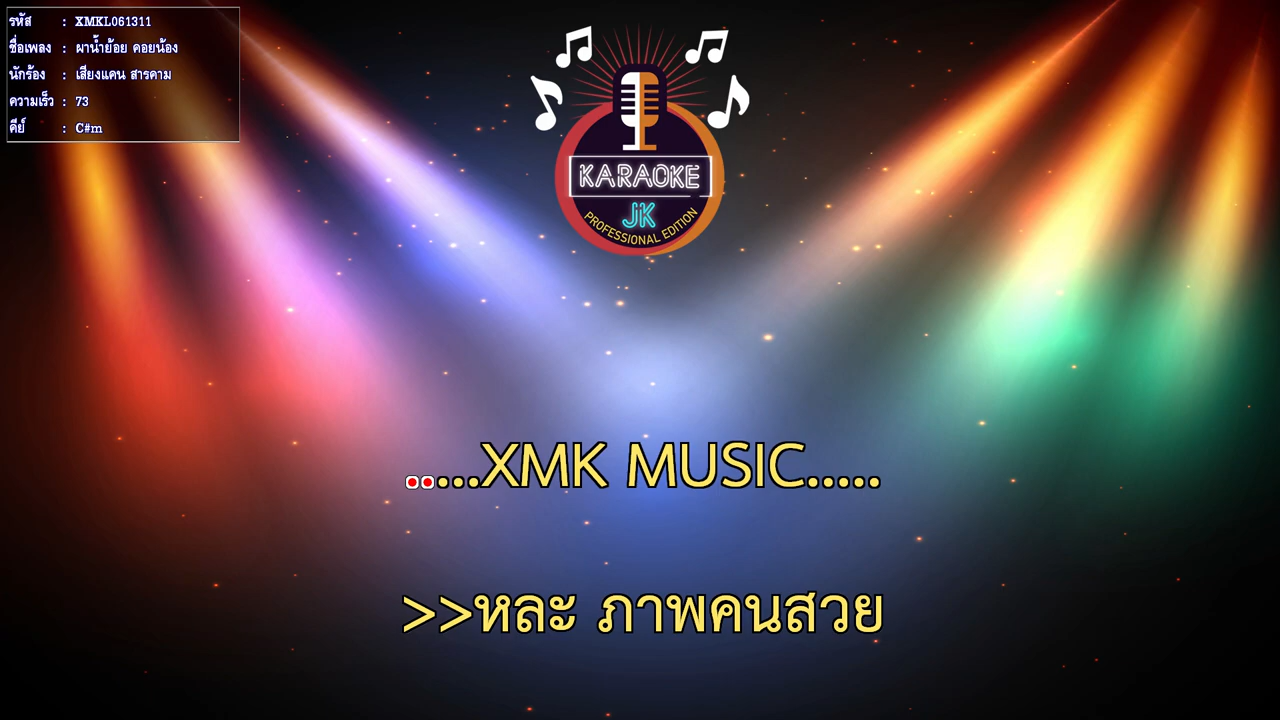 รหัส : XMKL061311
ชื่อเพลง : ผาน้ำย้อย คอยน้อง
นักร้อง : เสียงแคน สารคาม
ความเร็ว : 73
คีย์ : C#m
KARAOKE
JK
PROFESSIONAL EDITION
.....XMK MUSIC.....
>>หละ ภาพคนสวย